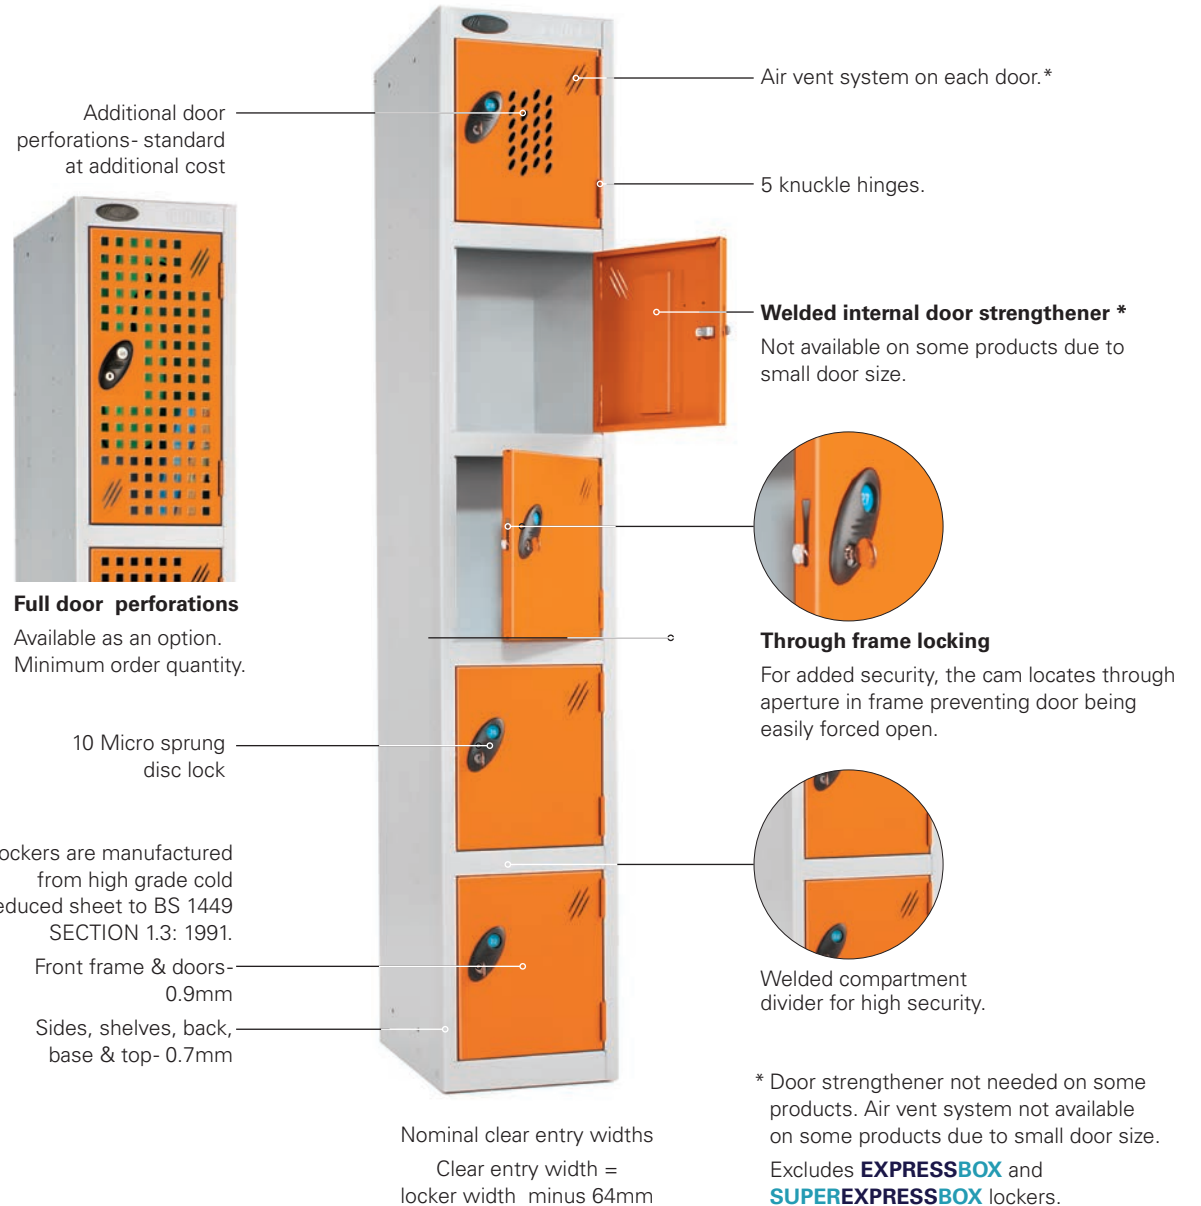 Additional door
perforations- standard
at additional cost
Air vent system on each door.*
5 knuckle hinges.
Welded internal door strengthener *
Not available on some products due to
small door size.
Full door perforations
Available as an option.
Minimum order quantity.
Through frame locking
For added security, the cam locates through
aperture in frame preventing door being
easily forced open.
10 Micro sprung
disc lock
ockers are manufactured
from high grade cold
educed sheet to BS 1449
SECTION 1.3: 1991.
Front frame & doors-
0.9mm
Sides, shelves, back,
base & top- 0.7mm
Welded compartment
divider for high security.
Nominal clear entry widths
Clear entry width =
locker width minus 64mm
* Door strengthener not needed on some
products. Air vent system not available
on some products due to small door size.
Excludes EXPRESSBOX and
SUPEREXPRESSBOX lockers.